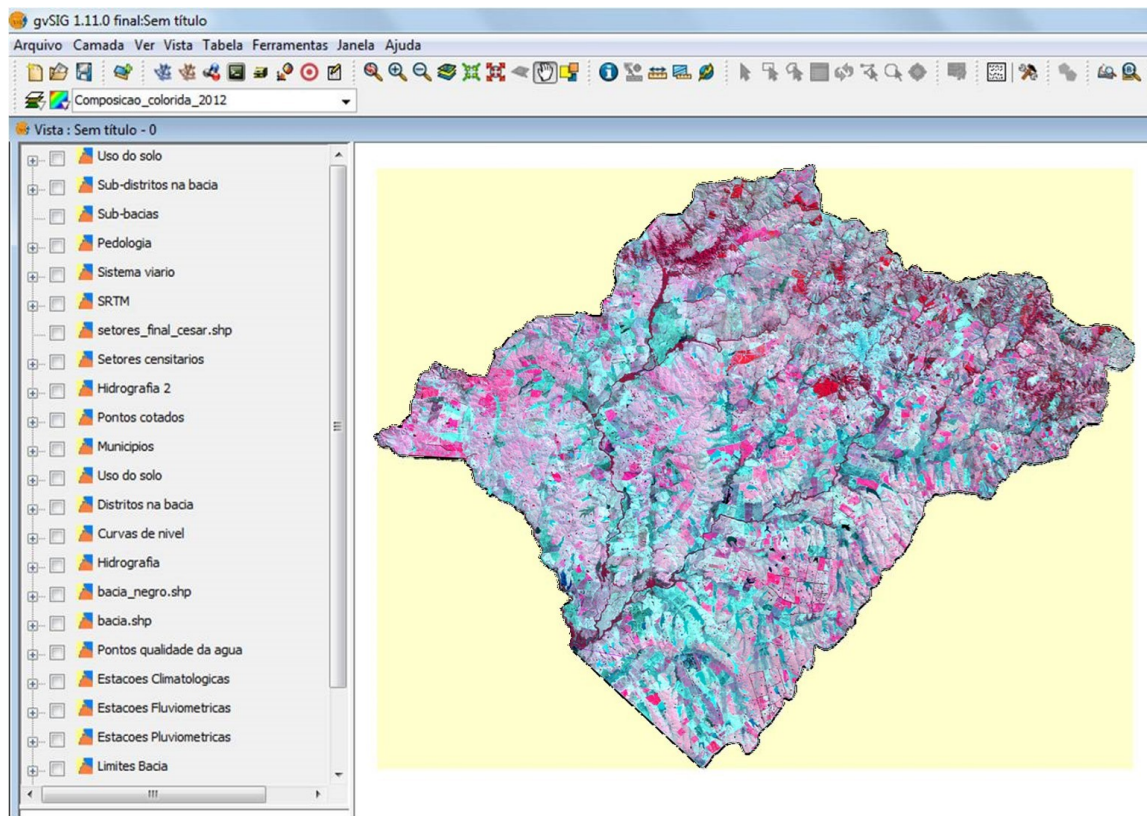 gvSIG 1.11.0 final:Sem título
Arquivo Camada Ver Vista Tabela Ferramentas Janela Ajuda
Composicao_colorida_2012
Vista : Sem título - 0
Uso do solo
Sub-distritos na bacia
Sub-bacias
Pedologia
Sistema viario
SRTM
setores_final_cesar.shp
Setores censitarios
Hidrografia 2
Pontos cotados
Municipios
Uso do solo
Distritos na bacia
Curvas de nivel
Hidrografia
bacia_negro.shp
bacia.shp
Pontos qualidade da agua
Estacoes Climatologicas
Estacoes Fluviometricas
Estacoes Pluviometricas
Limites Bacia